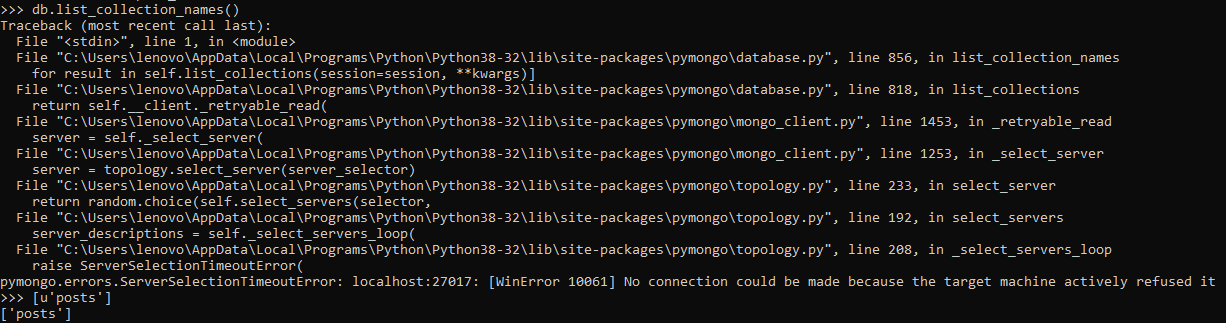 >>> db.list_collection_names()
Traceback (most recent call last):
  File "<stdin>", line 1, in <module>
  File "C:\Users\lenovo\AppData\Local\Programs\Python\Python38-32\lib\site-packages\pymongo\database.py", line 856, in list_collection_names
    for result in self.list_collections(session=session, **kwargs)]
  File "C:\Users\lenovo\AppData\Local\Programs\Python\Python38-32\lib\site-packages\pymongo\database.py", line 818, in list_collections
    return self.__client._retryable_read(
  File "C:\Users\lenovo\AppData\Local\Programs\Python\Python38-32\lib\site-packages\pymongo\mongo_client.py", line 1453, in _retryable_read
    server = self._select_server(
  File "C:\Users\lenovo\AppData\Local\Programs\Python\Python38-32\lib\site-packages\pymongo\mongo_client.py", line 1253, in _select_server
    server = topology.select_server(server_selector)
  File "C:\Users\lenovo\AppData\Local\Programs\Python\Python38-32\lib\site-packages\pymongo\topology.py", line 233, in select_server
    return random.choice(self.select_servers(selector,
  File "C:\Users\lenovo\AppData\Local\Programs\Python\Python38-32\lib\site-packages\pymongo\topology.py", line 192, in select_servers
    server_descriptions = self._select_servers_loop(
  File "C:\Users\lenovo\AppData\Local\Programs\Python\Python38-32\lib\site-packages\pymongo\topology.py", line 208, in _select_servers_loop
    raise ServerSelectionTimeoutError(
pymongo.errors.ServerSelectionTimeoutError: localhost:27017: [WinError 10061] No connection could be made because the target machine actively refused it
>>> [u'posts']
['posts']